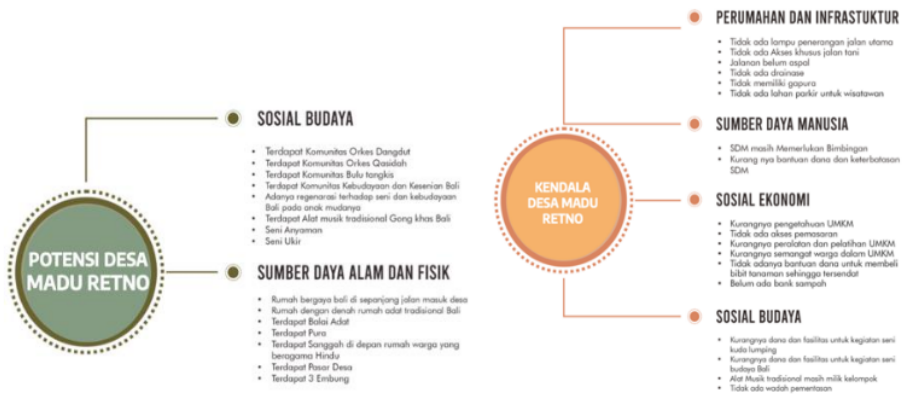 POTENSI DESA
MADU RETNO
SOSIAL BUDAYA
• Terdapat Komunitas Orkes Dangdut
• Terdapat Komunitas Orkes Qasidah
• Terdapat Komunitas Bulu tangkis
• Terdapat Komunitas Kebudayaan dan Kesenian Bali
• Adanya regenarasi terhadap seni dan kebudayaan
Bali pada anak mudanya
• Terdapat Alat musik tradisional Gong khas Bali
• Seni Anyaman
• Seni Ukir
SUMBER DAYA ALAM DAN FISIK
• Rumah bergaya bali di sepanjang jalan masuk desa
• Rumah dengan denah rumah adat tradisional Bali
• Terdapat Balai Adat
• Terdapat Pura
• Terdapat Sanggah di depan rumah warga yang
beragama Hindu
• Terdapat Pasar Desa
• Terdapat 3 Embung
KENDALA
DESA MADU
RETNO
PERUMAHAN DAN INFRASTUKTUR
• Tidak ada lampu penerangan jalan utama
• Tidak ada Akses khusus jalan tani
• Jalanan belum aspal
• Tidak ada drainase
• Tidak memiliki gapura
• Tidak ada lahan parkir untuk wisatawan
SUMBER DAYA MANUSIA
• SDM masih Memerlukan Bimbingan
• Kurang nya bantuan dana dan keterbatasan
SDM
SOSIAL EKONOMI
• Kurangnya pengetahuan UMKM
• Tidak ada akses pemasaran
• Kurangnya peralatan dan pelatihan UMKM
• Kurangnya semangat warga dalam UMKM
• Tidak adanya bantuan dana untuk membeli
bibit tanaman sehingga tersendat
• Belum ada bank sampah
SOSIAL BUDAYA
• Kurangnya dana dan fasilitas untuk kegiatan seni
kuda lumping
• Kurangnya dana dan fasilitas untuk kegiatan seni
budaya Bali
• Alat Musik tradisional masih milik kelompok
• Tidak ada wadah pementasan